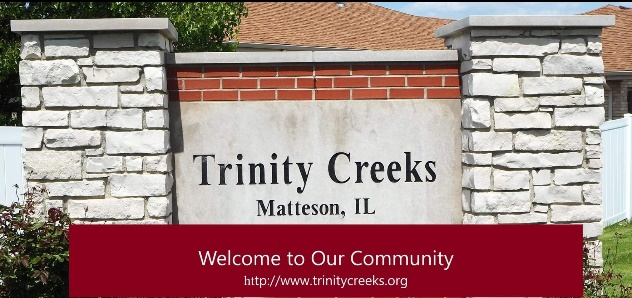 Trinity Creeks
Matteson, IL
Welcome to Our Community
http://www.trinitycreeks.org